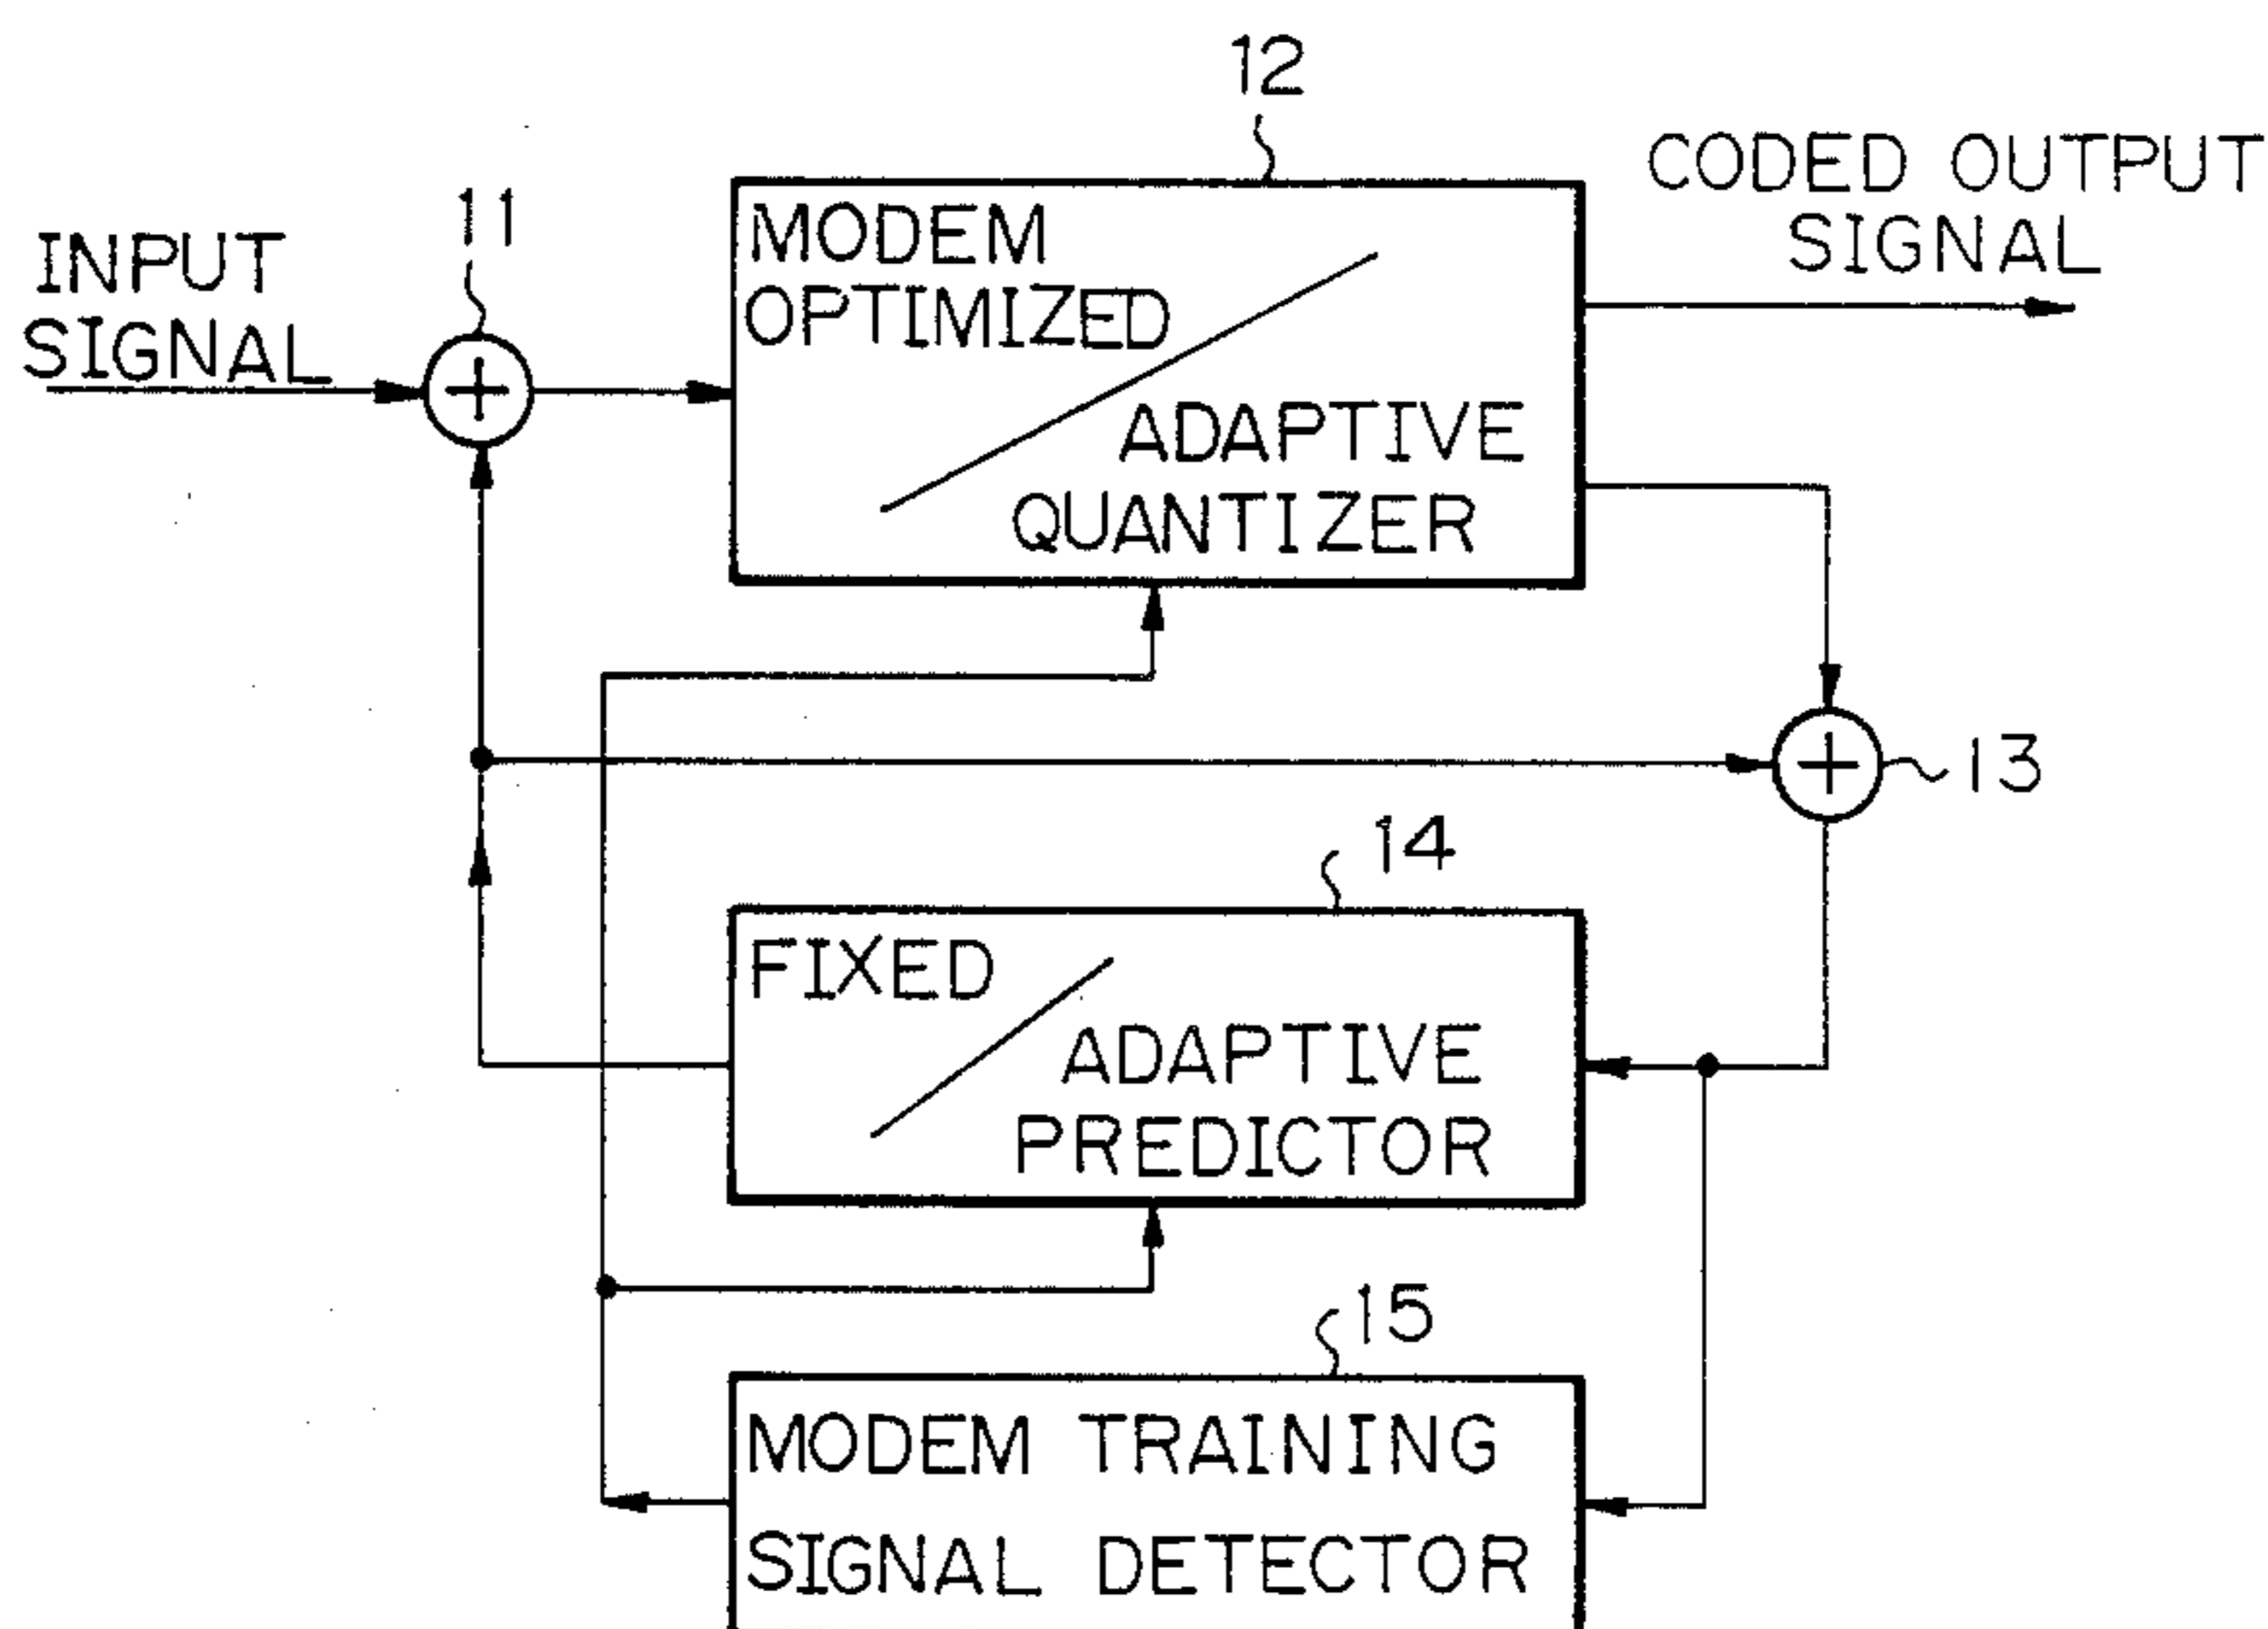 12
CODED OUTPUT
SIGNAL
11
INPUT
SIGNAL
MODEM
OPTIMIZED
ADAPTIVE
QUANTIZER
13
14
FIXED
ADAPTIVE
PREDICTOR
15
MODEM TRAINING
SIGNAL DETECTOR